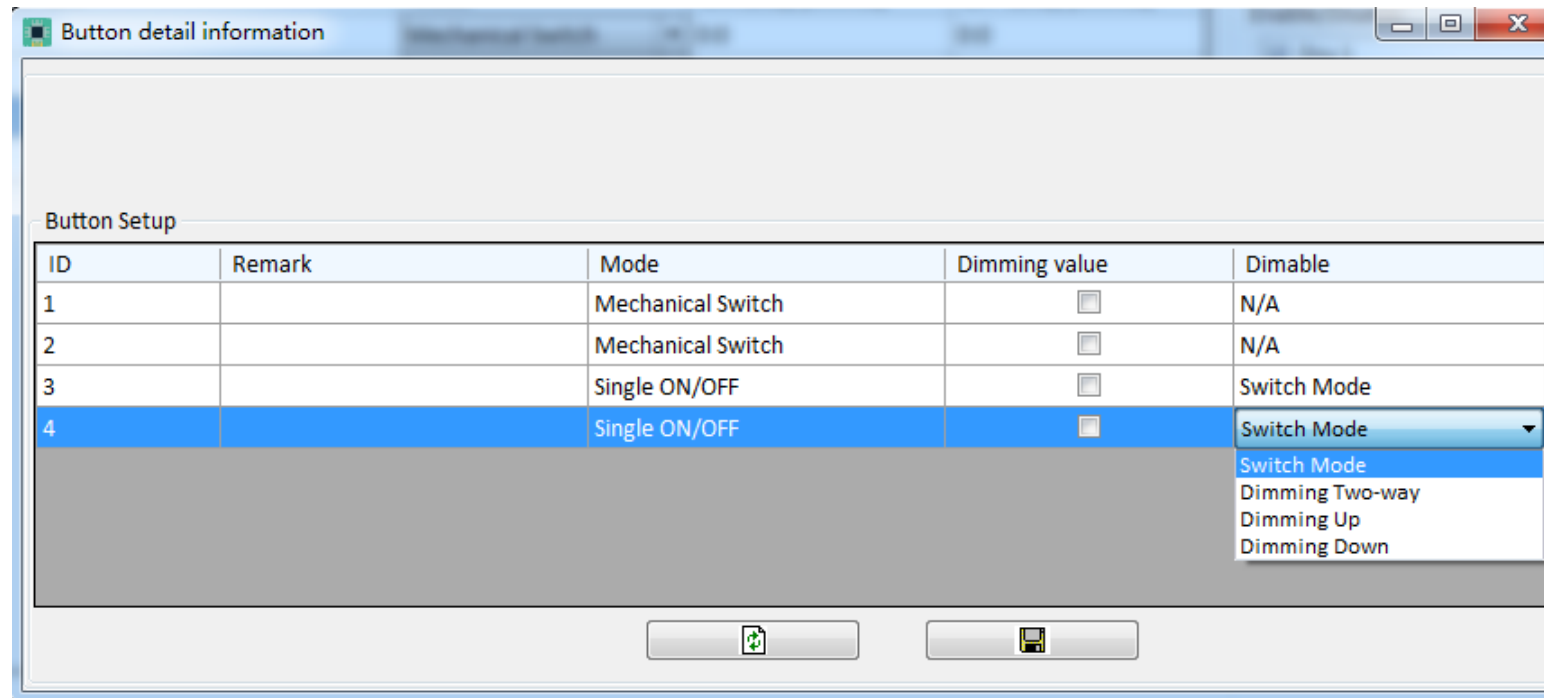 Button detail information
Button Setup
ID Remark Mode Dimming value Dimable
1 Mechanical Switch N/A
2 Mechanical Switch N/A
3 Single ON/OFF Switch Mode
4 Single ON/OFF Switch Mode
Switch Mode
Dimming Two-way
Dimming Up
Dimming Down